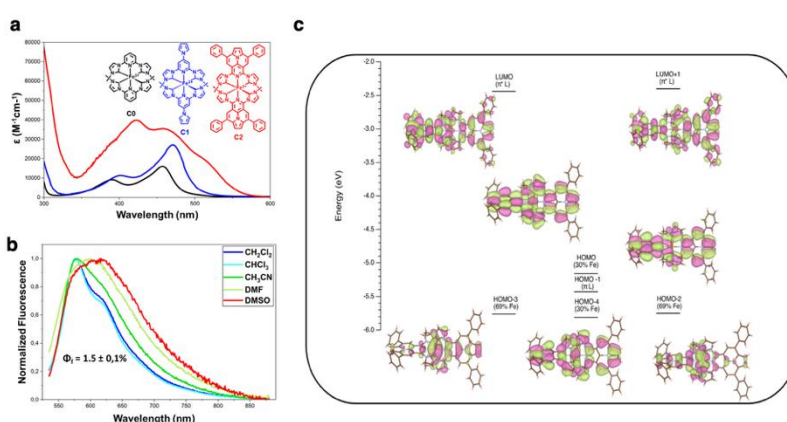 a
80000
70000
60000
50000
40000
30000
20000
10000
0
ε (M⁻¹cm⁻¹)
C0
C1
C2
300
400
500
600
Wavelength (nm)
b
1.0
0.8
0.6
0.4
0.2
0.0
Normalized Fluorescence
CH₂Cl₂
CHCl₃
CH₃CN
DMF
DMSO
Φf = 1.5 ± 0,1%
550
600
650
700
750
800
850
Wavelength (nm)
c
Energy (eV)
-2.0
-2.5
-3.0
-3.5
-4.0
-4.5
-5.0
-5.5
-6.0
LUMO
(π* L)
LUMO+1
(π* L)
HOMO
(30% Fe)
HOMO -1
(π L)
HOMO-3
(69% Fe)
HOMO-4
(30% Fe)
HOMO-2
(69% Fe)